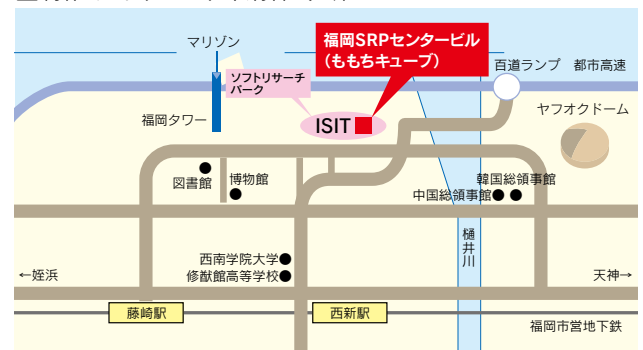 マリゾン
福岡SRPセンタービル
（ももちキューブ）
百道ランプ 都市高速
ソフトリサーチ
パーク
ヤフオクドーム
福岡タワー
ISIT
図書館
博物館
韓国総領事館
中国総領事館
樋井川
西南学院大学
修猷館高等学校
←姪浜
天神→
藤崎駅
西新駅
福岡市営地下鉄